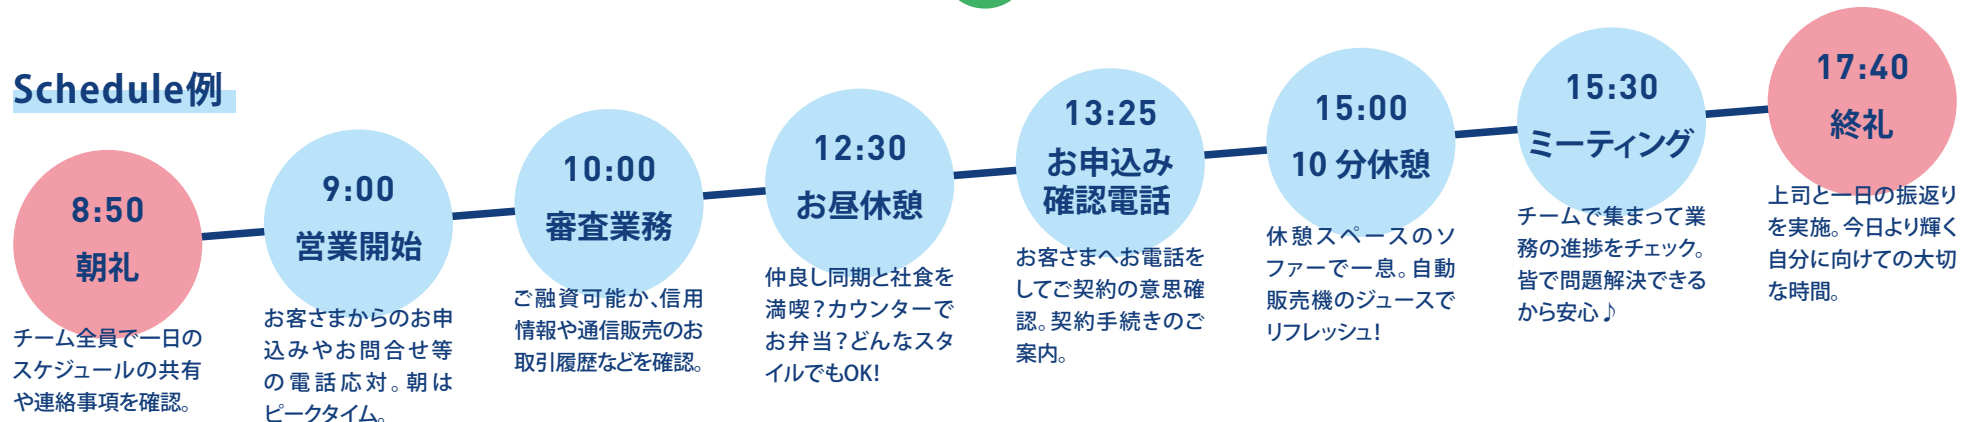 Schedule例
8:50
朝礼
チーム全員で一日の
スケジュールの共有
や連絡事項を確認。
9:00
営業開始
お客さまからのお申
込みやお問合せ等
の電話応対。朝は
ピークタイム。
10:00
審査業務
ご融資可能か、信用
情報や通信販売のお
取引履歴などを確認。
12:30
お昼休憩
仲良し同期と社食を
満喫？カウンターで
お弁当？どんなスタ
イルでもOK!
13:25
お申込み
確認電話
お客さまへお電話を
してご契約の意思確
認。契約手続きのご
案内。
15:00
10 分休憩
休憩スペースのソ
ファーで一息。自動
販売機のジュースで
リフレッシュ!
15:30
ミーティング
チームで集まって業
務の進捗をチェック。
皆で問題解決できる
から安心♪
17:40
終礼
上司と一日の振返り
を実施。今日より輝く
自分に向けての大切
な時間。